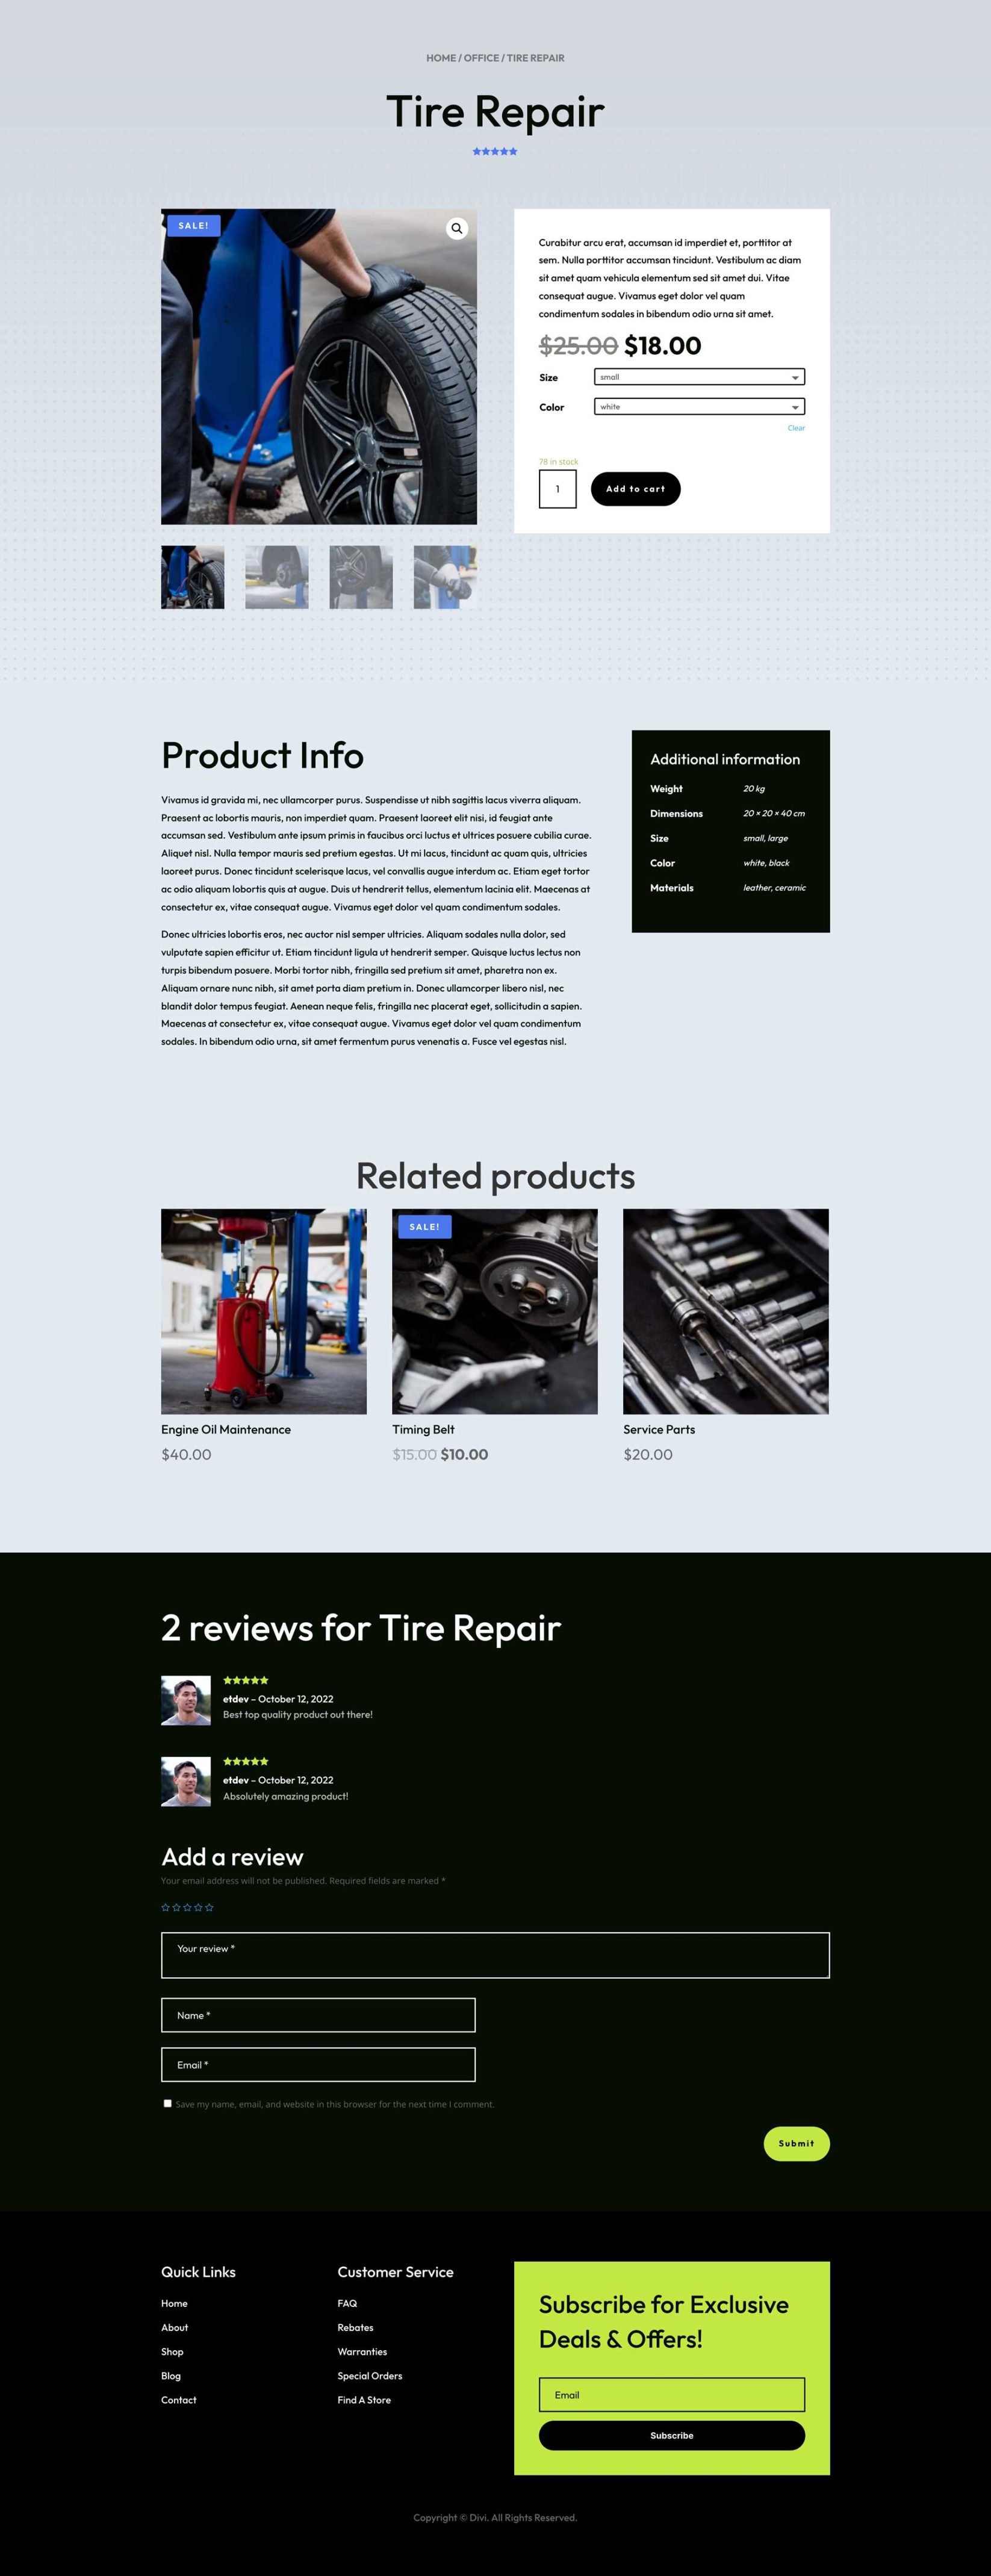 HOME / OFFICE / TIRE REPAIR
Tire Repair
SALE!
Curabitur arcu erat, accumsan id imperdiet et, porttitor at
sem. Nulla porttitor accumsan tincidunt. Vestibulum ac diam
sit amet quam vehicula elementum sed sit amet dui. Vitae
consequat augue. Vivamus eget dolor vel quam
condimentum sodales in bibendum odio urna sit amet.
$25.00 $18.00
Size small
Color white
Clear
78 in stock
1 Add to cart
Product Info
Vivamus id gravida mi, nec ullamcorper purus. Suspendisse ut nibh sagittis lacus viverra aliquam.
Praesent ac lobortis mauris, non imperdiet quam. Praesent laoreet elit nisi, id feugiat ante
accumsan sed. Vestibulum ante ipsum primis in faucibus orci luctus et ultrices posuere cubilia curae.
Aliquet nisl. Nulla tempor mauris sed pretium egestas. Ut mi lacus, tincidunt ac quam quis, ultricies
laoreet purus. Donec tincidunt scelerisque lacus, vel convallis augue interdum ac. Etiam eget tortor
ac odio aliquam lobortis quis at augue. Duis ut hendrerit tellus, elementum lacinia elit. Maecenas at
consectetur ex, vitae consequat augue. Vivamus eget dolor vel quam condimentum sodales.
Donec ultricies lobortis eros, nec auctor nisl semper ultricies. Aliquam sodales nulla dolor, sed
vulputate sapien efficitur ut. Etiam tincidunt ligula ut hendrerit semper. Quisque luctus lectus non
turpis bibendum posuere. Morbi tortor nibh, fringilla sed pretium sit amet, pharetra non ex.
Aliquam ornare nunc nibh, sit amet porta diam pretium in. Donec ullamcorper libero nisl, nec
blandit dolor tempus feugiat. Aenean neque felis, fringilla nec placerat eget, sollicitudin a sapien.
Maecenas at consectetur ex, vitae consequat augue. Vivamus eget dolor vel quam condimentum
sodales. In bibendum odio urna, sit amet fermentum purus venenatis a. Fusce vel egestas nisl.
Additional information
Weight 20 kg
Dimensions 20 × 20 × 40 cm
Size small, large
Color white, black
Materials leather, ceramic
Related products
Engine Oil Maintenance
$40.00
SALE!
Timing Belt
$15.00 $10.00
Service Parts
$20.00
2 reviews for Tire Repair
etdev – October 12, 2022
Best top quality product out there!
etdev – October 12, 2022
Absolutely amazing product!
Add a review
Your email address will not be published. Required fields are marked *
Your review *
Name *
Email *
Save my name, email, and website in this browser for the next time I comment.
Submit
Quick Links
Home
About
Shop
Blog
Contact
Customer Service
FAQ
Rebates
Warranties
Special Orders
Find A Store
Subscribe for Exclusive
Deals & Offers!
Email
Subscribe
Copyright © Divi. All Rights Reserved.